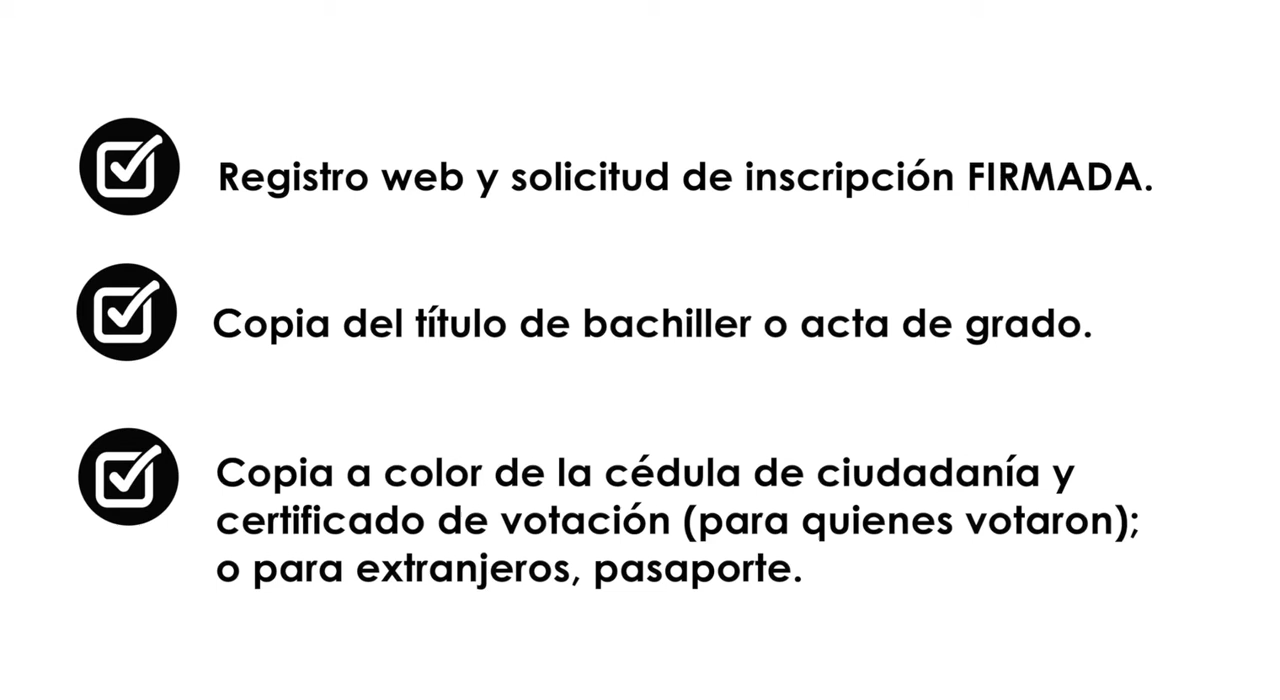 Registro web y solicitud de inscripción FIRMADA.
Copia del título de bachiller o acta de grado.
Copia a color de la cédula de ciudadanía y
certificado de votación (para quienes votaron);
o para extranjeros, pasaporte.